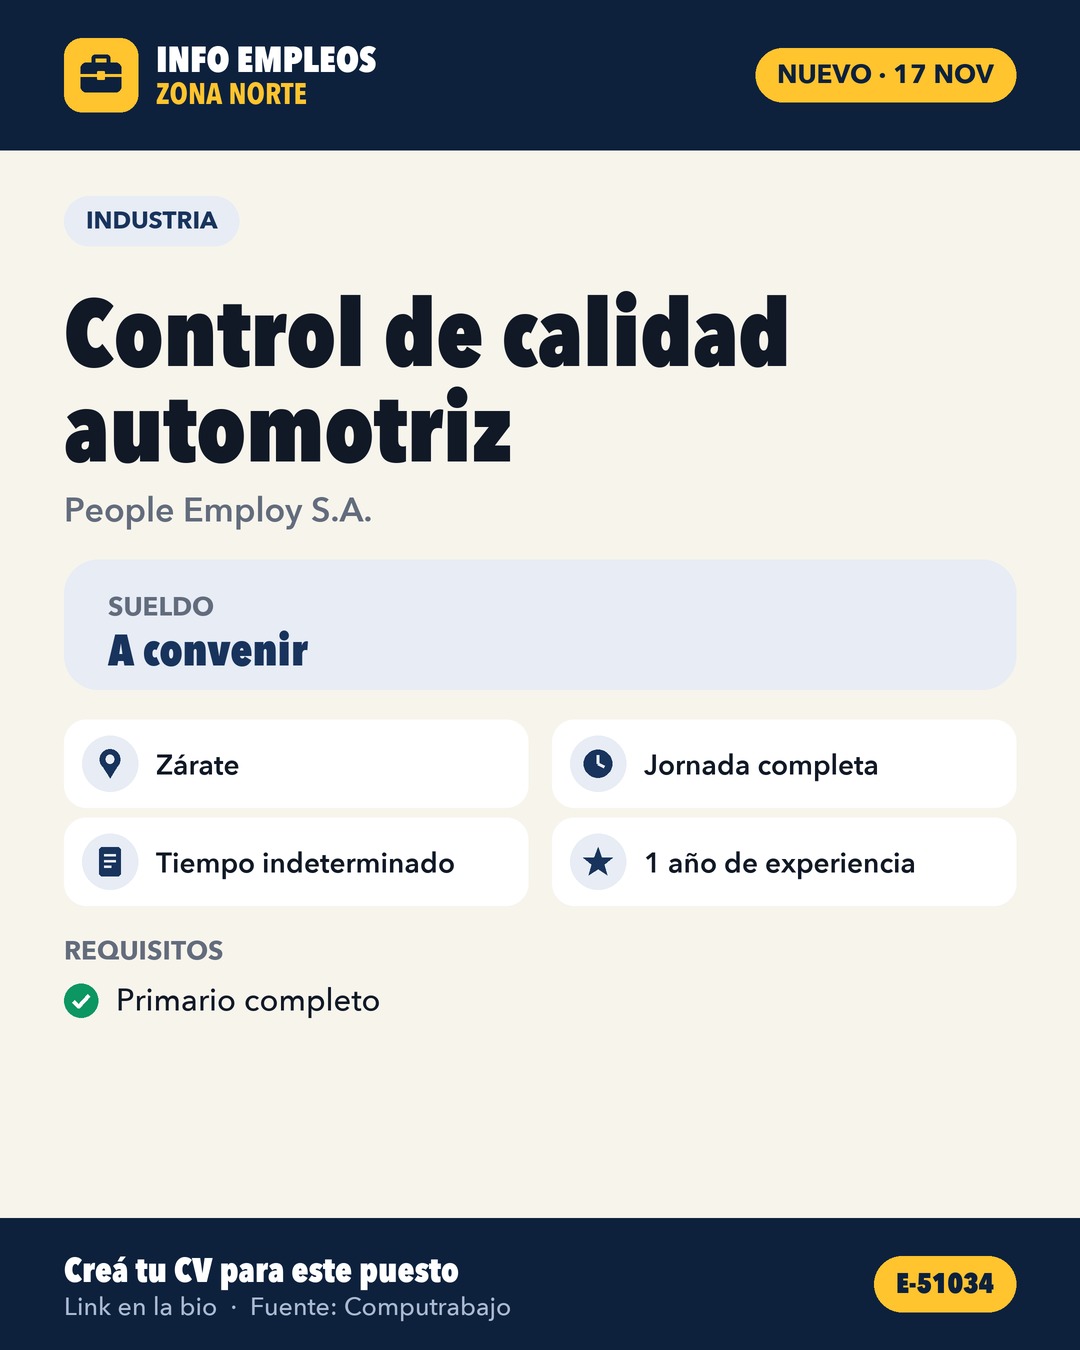 INFO EMPLEOS
ZONA NORTE
NUEVO · 17 NOV
INDUSTRIA
Control de calidad
automotriz
People Employ S.A.
SUELDO
A convenir
Zárate
Jornada completa
Tiempo indeterminado
1 año de experiencia
REQUISITOS
Primario completo
Creá tu CV para este puesto
Link en la bio · Fuente: Computrabajo
E-51034